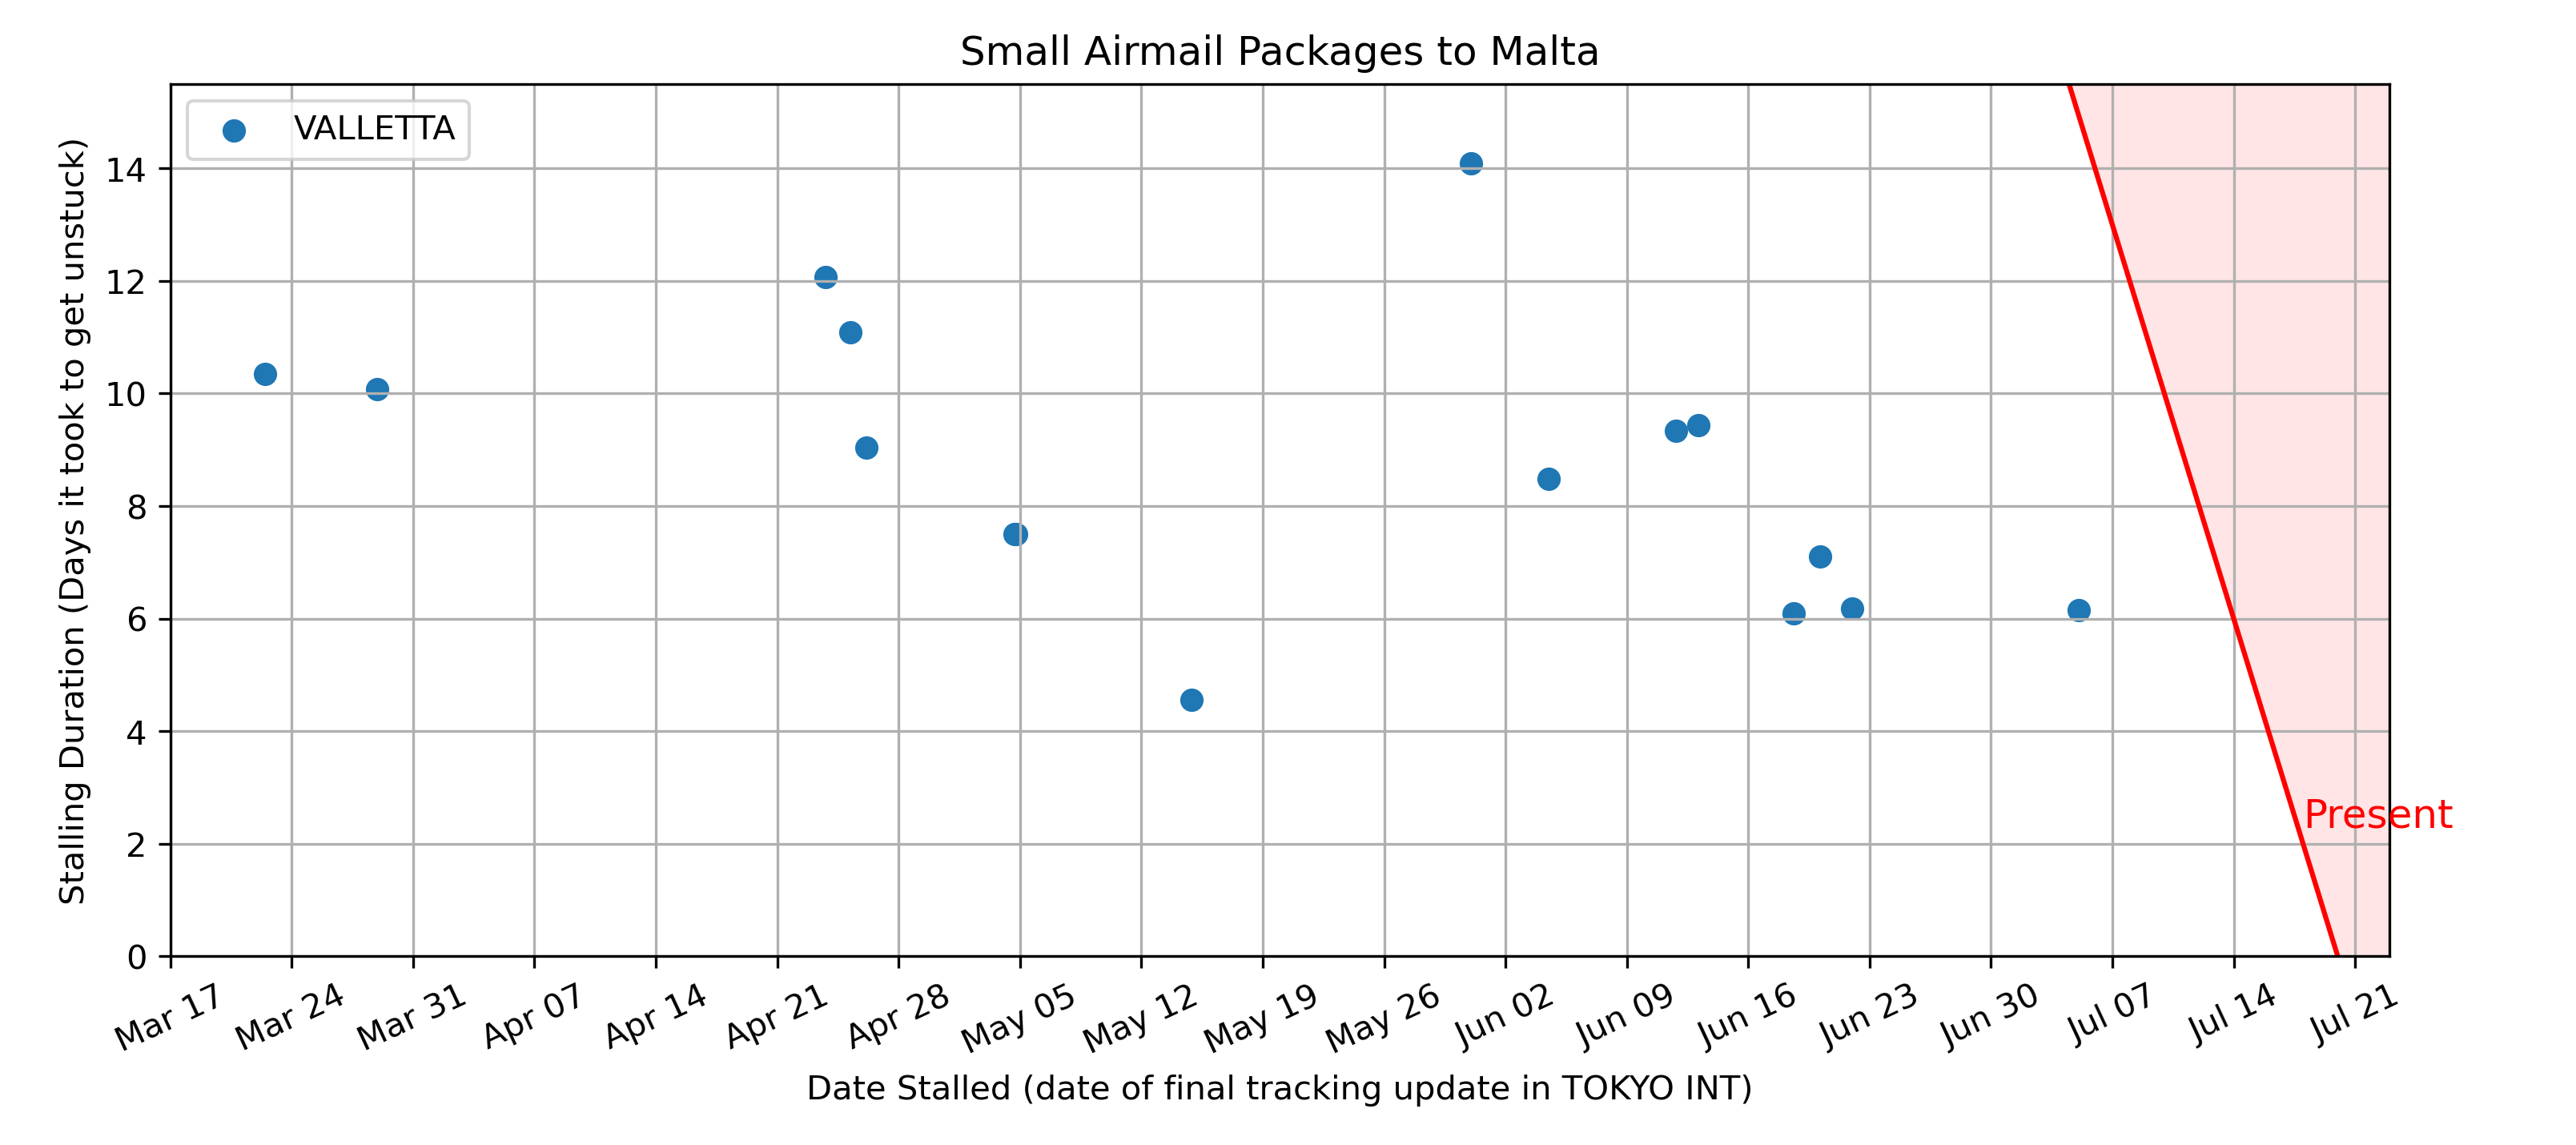 Small Airmail Packages to Malta
VALLETTA
Stalling Duration (Days it took to get unstuck)
14
12
10
8
6
4
2
0
Present
Mar 17
Mar 24
Mar 31
Apr 07
Apr 14
Apr 21
Apr 28
May 05
May 12
May 19
May 26
Jun 02
Jun 09
Jun 16
Jun 23
Jun 30
Jul 07
Jul 14
Jul 21
Date Stalled (date of final tracking update in TOKYO INT)